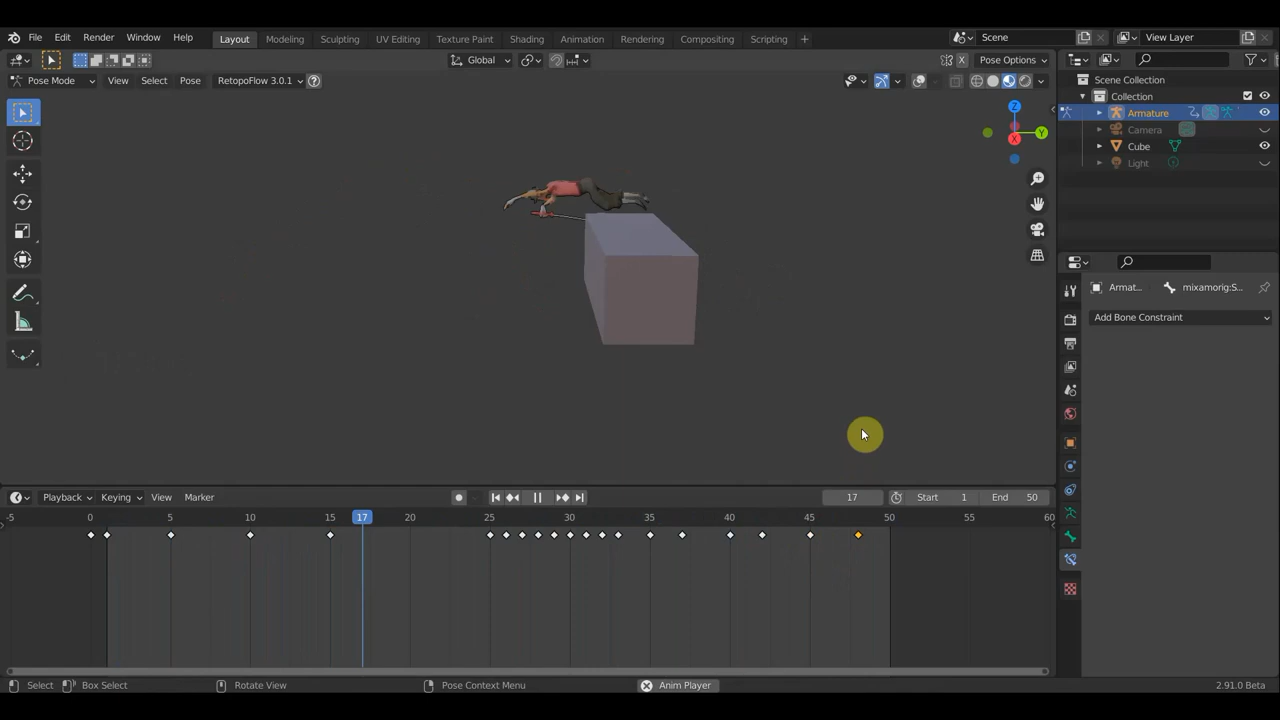 File Edit Render Window Help Layout Modeling Sculpting UV Editing Texture Paint Shading Animation Rendering Compositing Scripting + Scene View Layer
Global X Pose Options
Pose Mode View Select Pose RetopoFlow 3.0.1 ?
Scene Collection
Collection
Armature
Camera
Cube
Light
Z
Y
X
Armat... mixamorig:S...
Add Bone Constraint
Playback Keying View Marker 17 Start 1 End 50
-5 0 5 10 15 17 20 25 30 35 40 45 50 55 60
Select Box Select Rotate View Pose Context Menu Anim Player 2.91.0 Beta